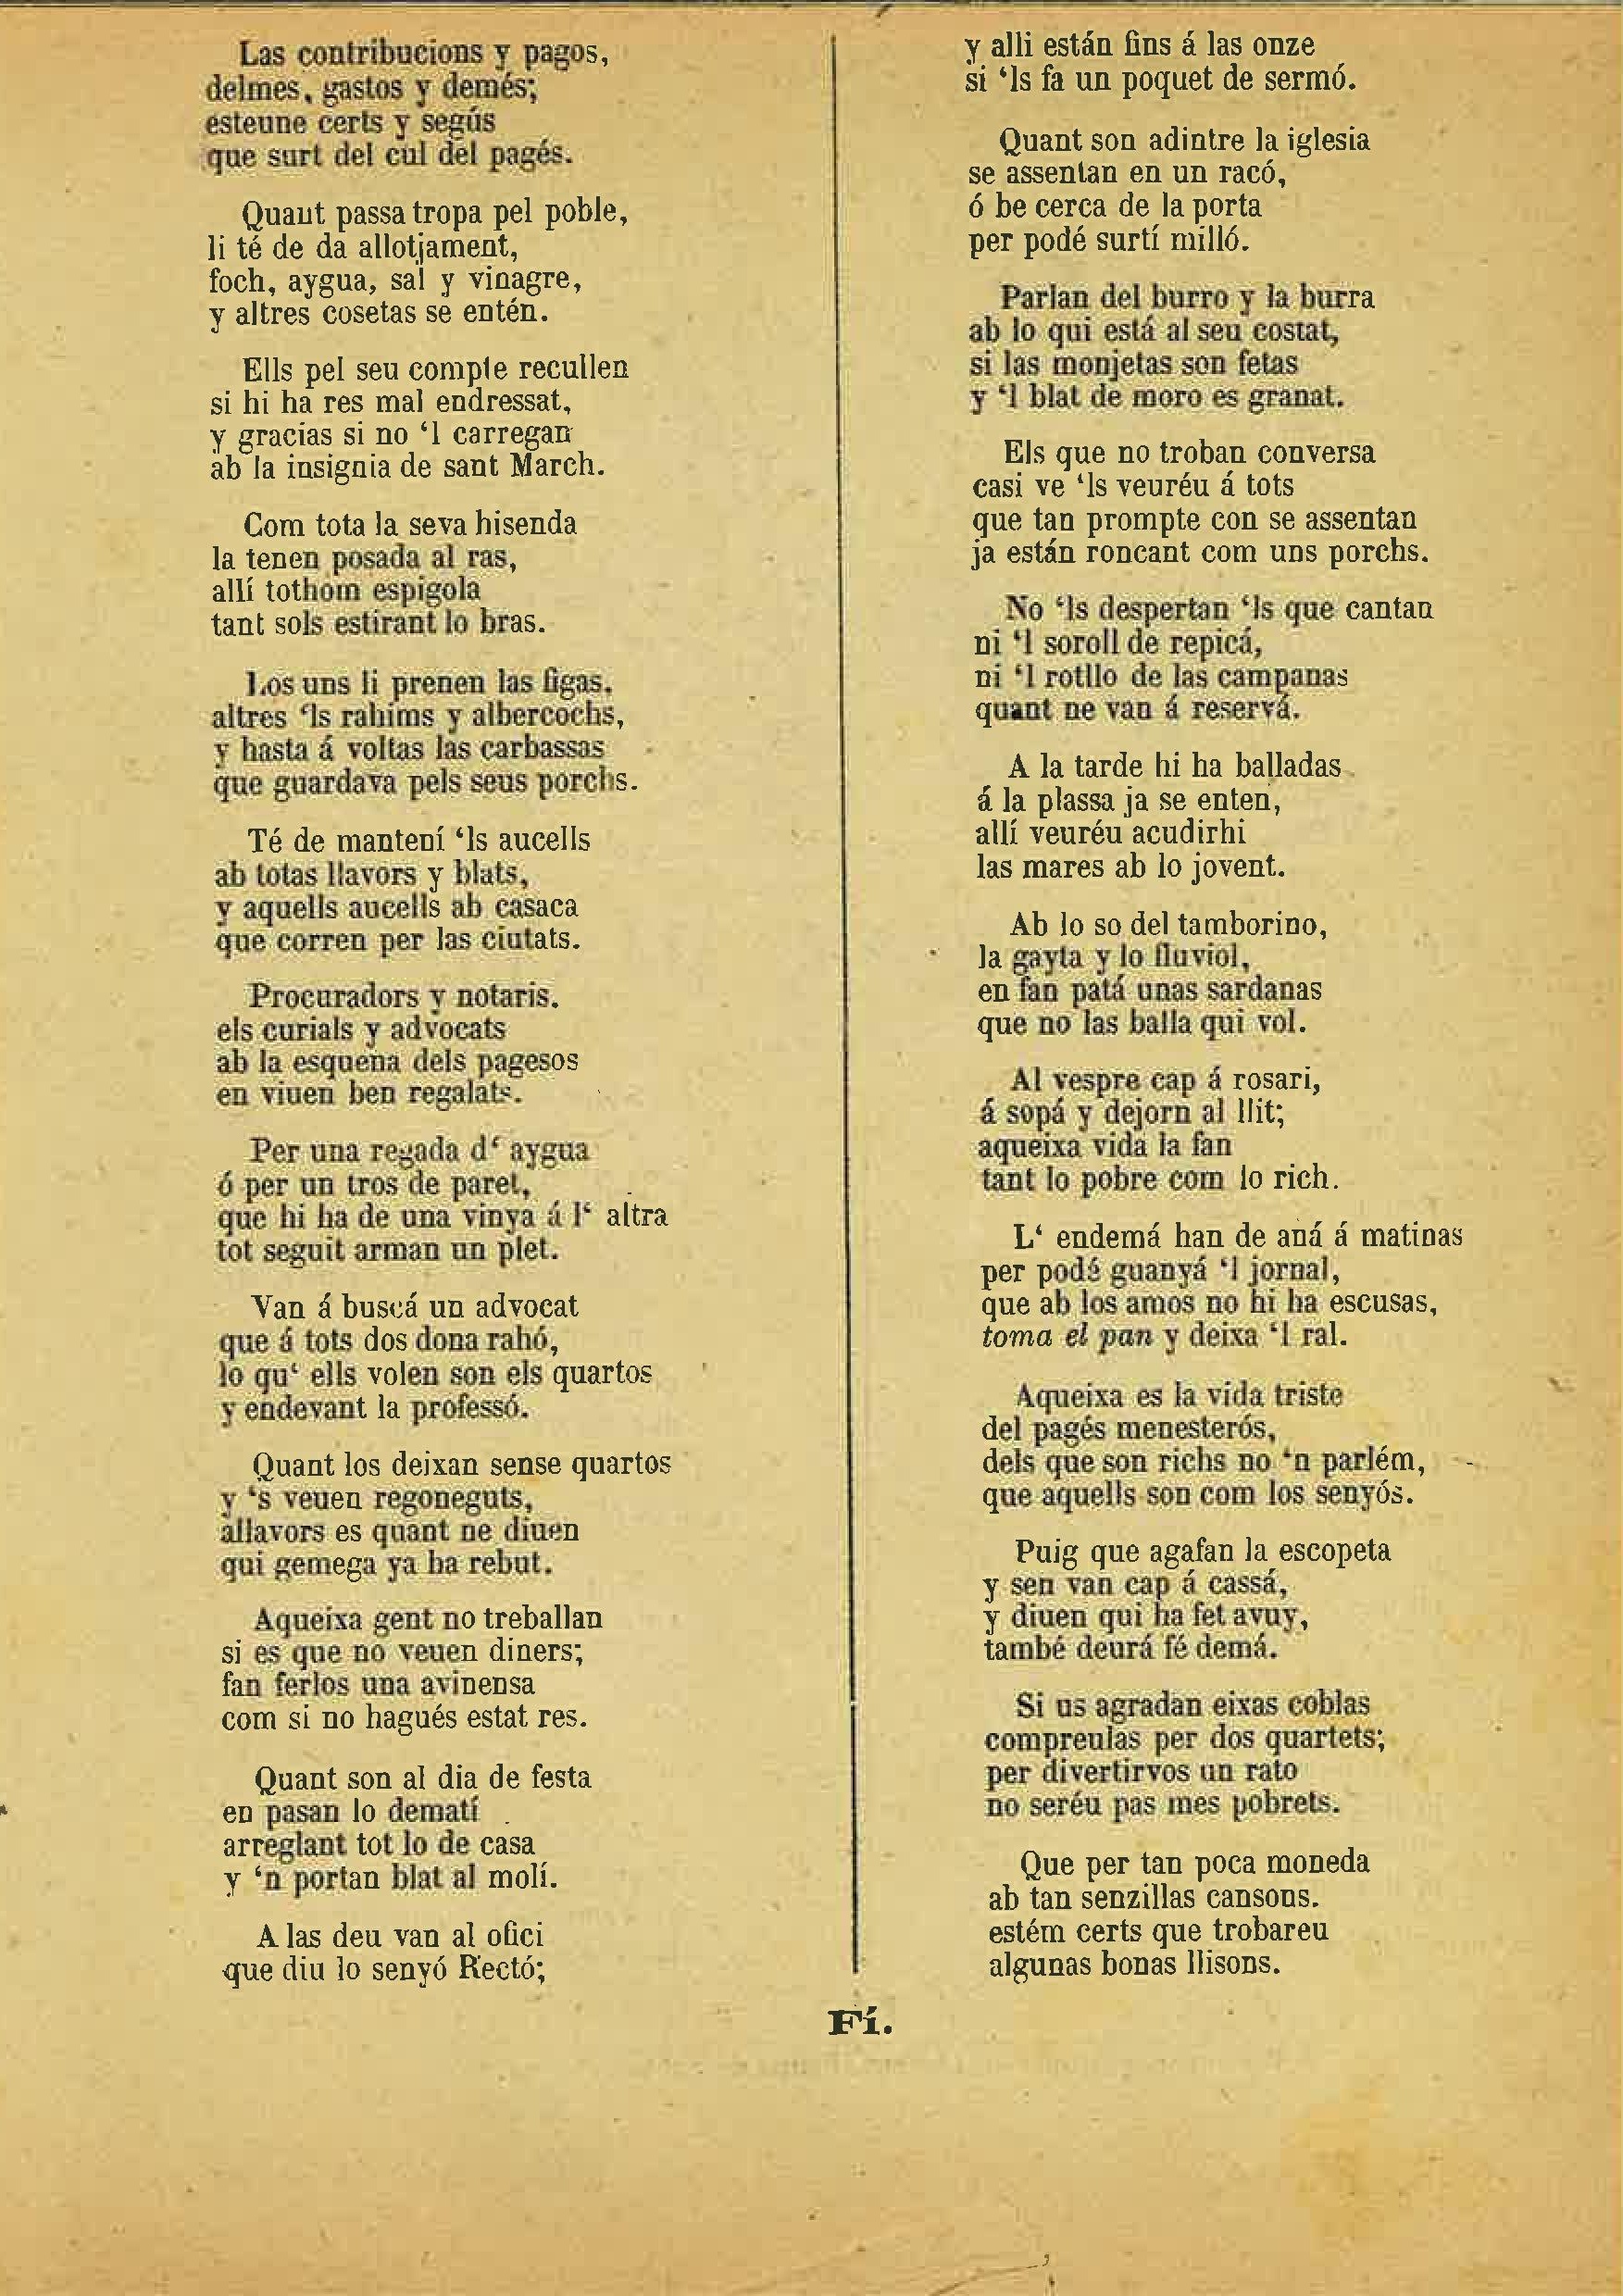 Las contribucions y pagos,
delmes, gastos y demés;
esteune certs y segús
que surt del cul del pagés.
Quant passa tropa pel poble,
li té de da allotjament,
foch, aygua, sal y vinagre,
y altres cosetas se entén.
Ells pel seu compte recullen
si hi ha res mal endressat,
y gracias si no ‘l carregan
ab la insignia de sant March.
Com tota la seva hisenda
la tenen posada al ras,
allí tothom espigola
tant sols estirant lo bras.
Los uns li prenen las figas,
altres ‘ls rahims y albercochs,
y hasta á voltas las carbassas
que guardava pels seus porchs.
Té de mantení ‘ls aucells
ab totas llavors y blats,
y aquells aucells ab casaca
que corren per las ciutats.
Procuradors y notaris.
els curials y advocats
ab la esquena dels pagesos
en viuen ben regalats.
Per una regada d‘ aygua
ó per un tros de paret,
que hi ha de una vinya á l‘ altra
tot seguit arman un plet.
Van á buscá un advocat
que á tots dos dona rahó,
lo qu‘ ells volen son els quartos
y endevant la professó.
Quant los deixan sense quartos
y ‘s veuen regoneguts,
allavors es quant ne diuen
qui gemega ya ha rebut.
Aqueixa gent no treballan
si es que no veuen diners;
fan ferlos una avinensa
com si no hagués estat res.
Quant son al dia de festa
en pasan lo dematí
arreglant tot lo de casa
y ‘n portan blat al molí.
A las deu van al ofici
que diu lo senyó Rectó;
y alli están fins á las onze
si ‘ls fa un poquet de sermó.
Quant son adintre la iglesia
se assentan en un racó,
ó be cerca de la porta
per podé surtí milló.
Parlan del burro y la burra
ab lo qui está al seu costat,
si las monjetas son fetas
y ‘l blat de moro es granat.
Els que no troban conversa
casi ve ‘ls veuréu á tots
que tan prompte con se assentan
ja están roncant com uns porchs.
No ‘ls despertan ‘ls que cantan
ni ‘l soroll de repicá,
ni ‘l rotllo de las campanas
quant ne van á reservá.
A la tarde hi ha balladas
á la plassa ja se enten,
allí veuréu acudirhi
las mares ab lo jovent.
Ab lo so del tamborino,
la gayta y lo fluviol,
en fan patá unas sardanas
que no las balla qui vol.
Al vespre cap á rosari,
á sopá y dejorn al llit;
aqueixa vida la fan
tant lo pobre com lo rich.
L‘ endemá han de aná á matinas
per podé guanyá ‘l jornal,
que ab los amos no hi ha escusas,
toma el pan y deixa ‘l ral.
Aqueixa es la vida triste
del pagés menesterós,
dels que son richs no ‘n parlém,
que aquells son com los senyós.
Puig que agafan la escopeta
y sen van cap á cassá,
y diuen qui ha fet avuy,
també deurá fé demá.
Si us agradan eixas coblas
compreulas per dos quartets;
per divertirvos un rato
no seréu pas mes pobrets.
Que per tan poca moneda
ab tan senzillas cansons.
estém certs que trobareu
algunas bonas llisons.
Fí.